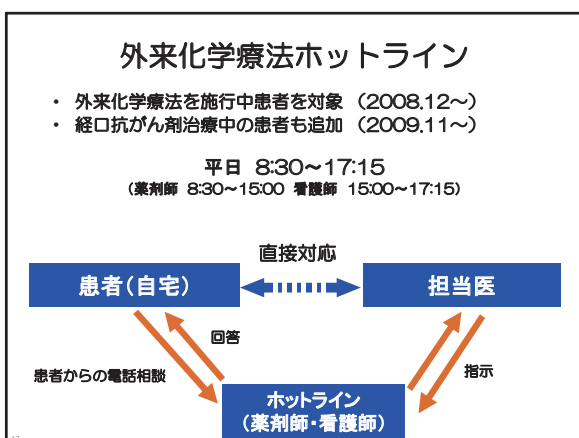 外来化学療法ホットライン
・ 外来化学療法を施行中患者を対象 （2008.12～）
・ 経口抗がん剤治療中の患者も追加 （2009.11～）
平日 8:30～17:15
（薬剤師 8:30～15:00 看護師 15:00～17:15）
直接対応
患者（自宅）
担当医
回答
患者からの電話相談
指示
ホットライン
（薬剤師・看護師）